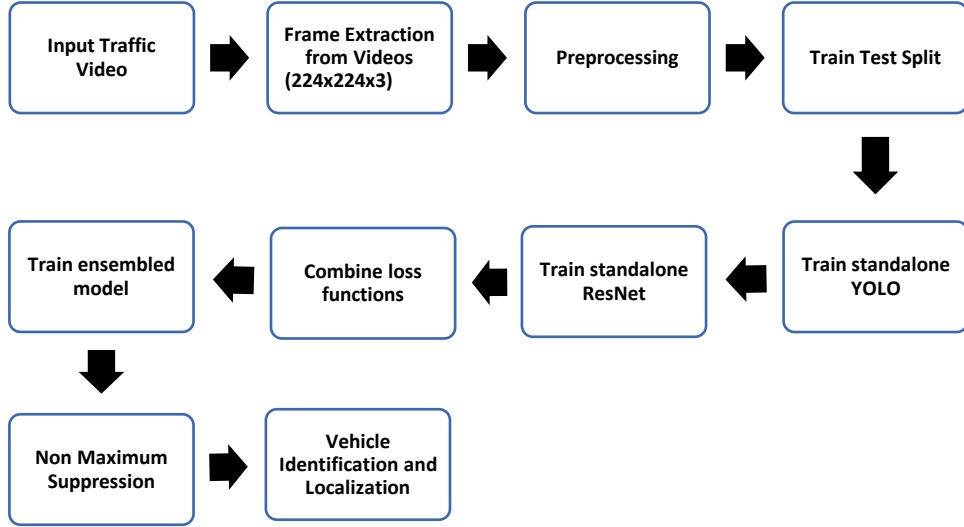 Input Traffic
Video
Frame Extraction
from Videos
(224x224x3)
Preprocessing
Train Test Split
Train standalone
YOLO
Train standalone
ResNet
Combine loss
functions
Train ensembled
model
Non Maximum
Suppression
Vehicle
Identification and
Localization